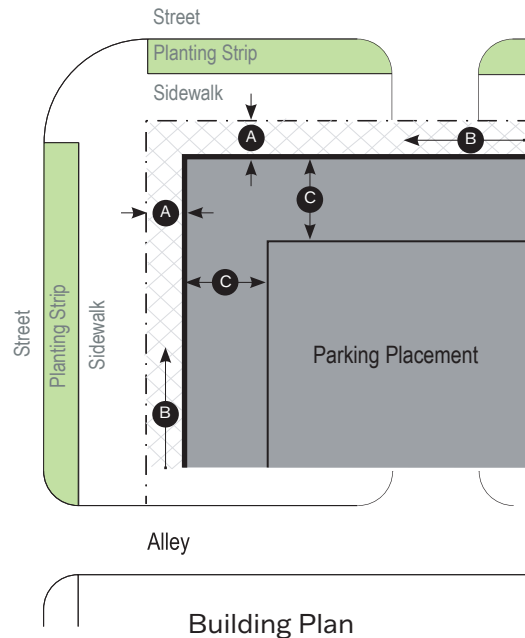 Street
Planting Strip
Sidewalk
A
B
C
A
C
Parking Placement
Street
Planting Strip
Sidewalk
B
Alley
Building Plan